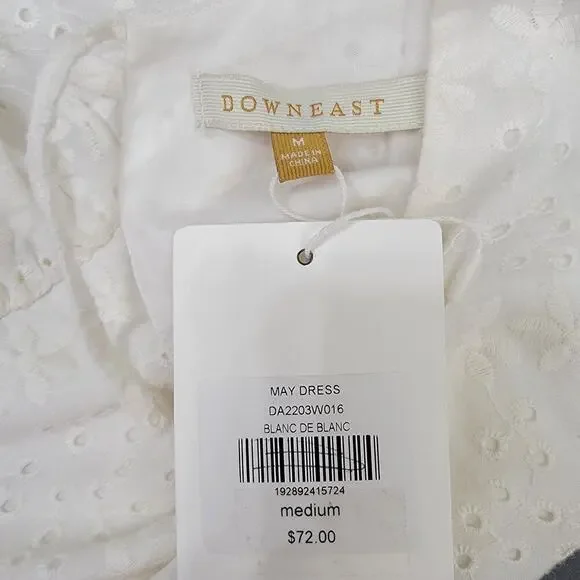 DOWNEAST
M
MADE IN
CHINA
MAY DRESS
DA2203W016
BLANC DE BLANC
192892415724
medium
$72.00